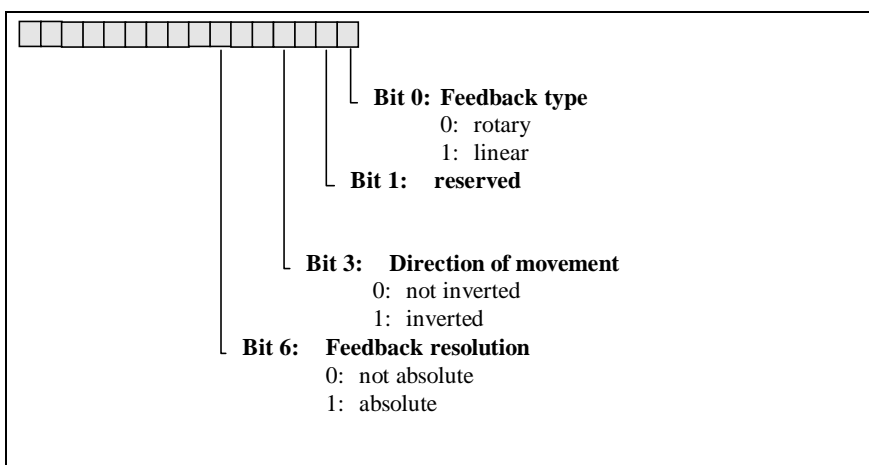 Bit 0: Feedback type
0: rotary
1: linear
Bit 1: reserved
Bit 3: Direction of movement
0: not inverted
1: inverted
Bit 6: Feedback resolution
0: not absolute
1: absolute